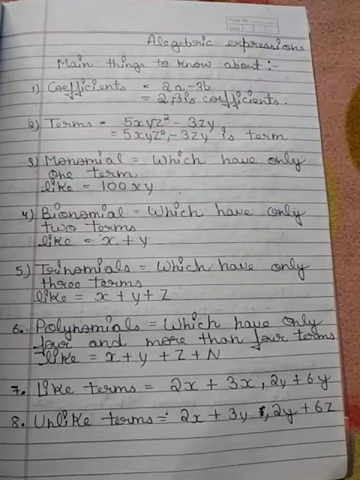 Alegebric expressions
Main things to know about :-
1) Coefficients = 2a-3b
= 2,3 is coefficients.
2) Terms = 5xyz² - 3zy
= 5xyz², -3zy is term
3) Monomial = Which have only
one term
like = 100xy
4) Bionomial = Which have only
two terms
like = x+y
5) Trinomials = Which have only
three terms
like = x+y+z
6. Polynomials = Which have only
four and more than four terms
like = x+y+z+N
7. Like terms = 2x+3x, 2y+6y
8. Unlike terms = 2x+3y, 2y+6z